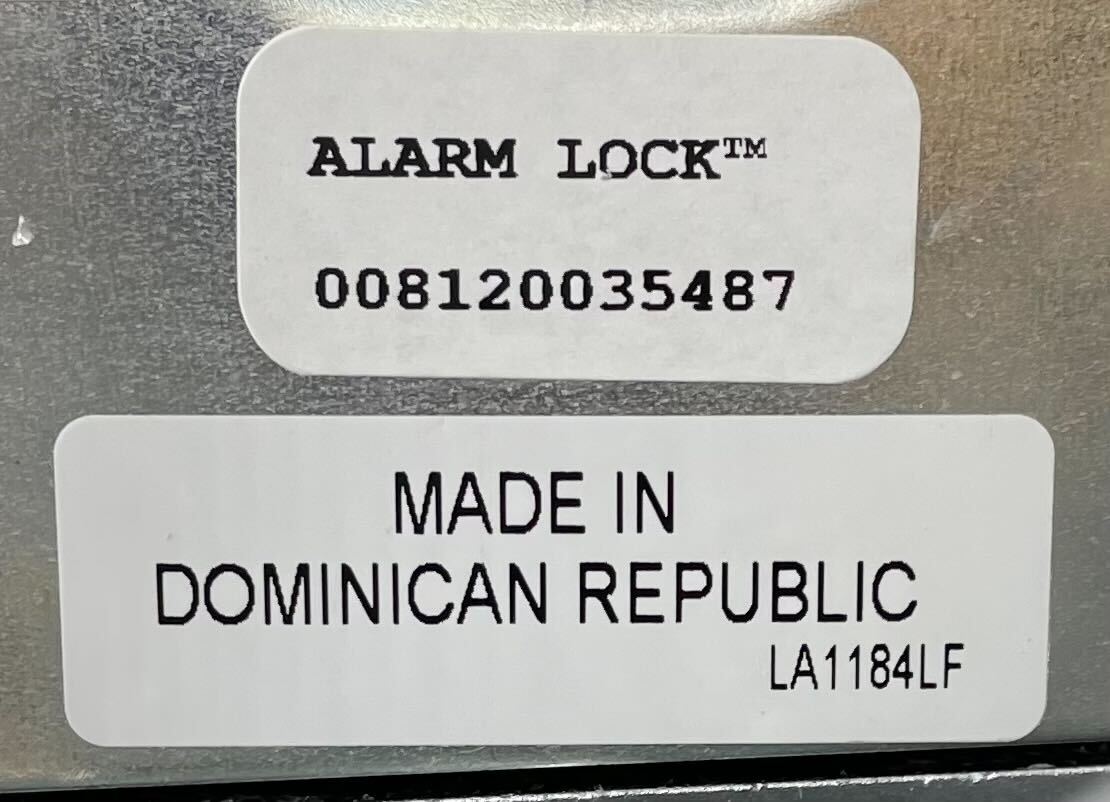 ALARM LOCK™
008120035487
MADE IN
DOMINICAN REPUBLIC
LA1184LF